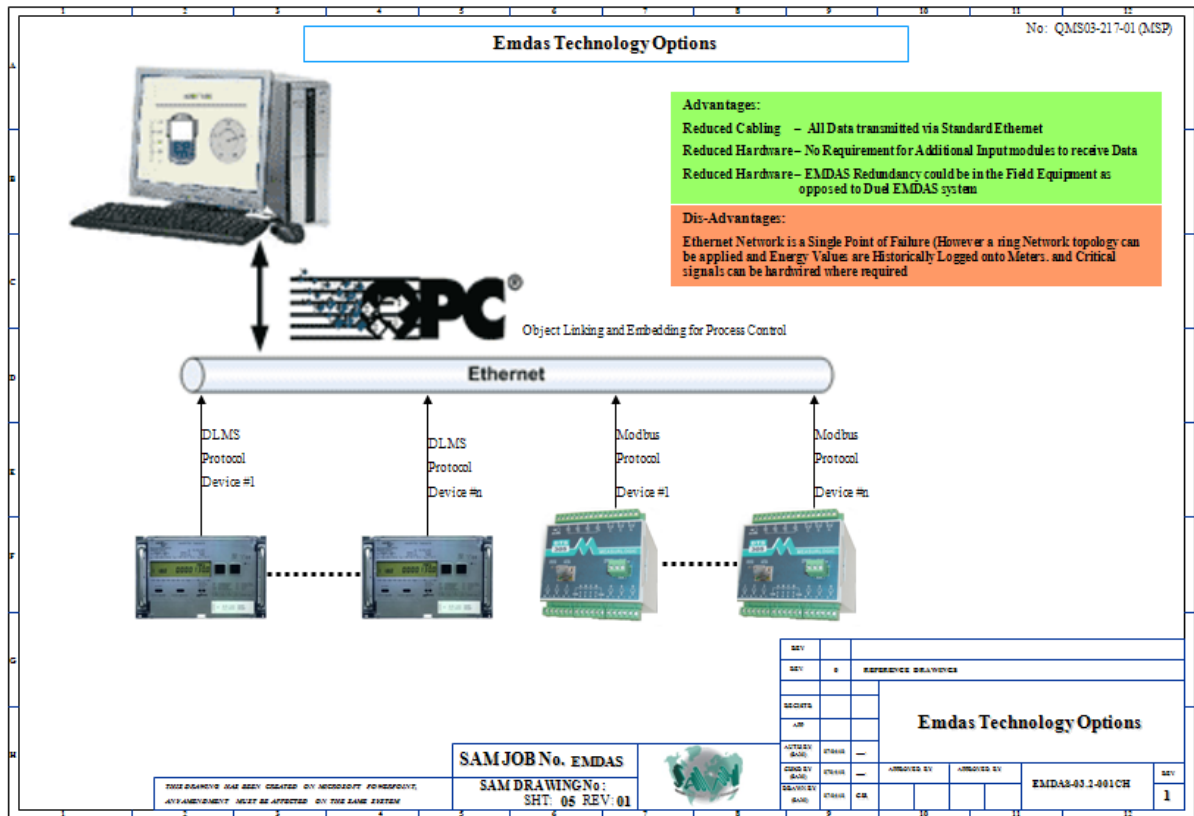 No: QMS03-217-01 (MSP)
Emdas Technology Options
Advantages:
Reduced Cabling – All Data transmitted via Standard Ethernet
Reduced Hardware – No Requirement for Additional Input modules to receive Data
Reduced Hardware – EMDAS Redundancy could be in the Field Equipment as
opposed to Duel EMDAS system
Dis-Advantages:
Ethernet Network is a Single Point of Failure (However a ring Network topology can
be applied and Energy Values are Historically Logged onto Meters. and Critical
signals can be hardwired where required
OPC®
Object Linking and Embedding for Process Control
Ethernet
DLMS
Protocol
Device #1
DLMS
Protocol
Device #n
Modbus
Protocol
Device #1
Modbus
Protocol
Device #n
REV
REV 0 REFERENCE DRAWINGS
Emdas Technology Options
APPROVED BY APPROVED BY
EMDAS-03.2-001CH
REV
1
SAM JOB No. EMDAS
SAM DRAWING No:
SHT: 05 REV: 01
SAM
THIS DRAWING HAS BEEN CREATED ON MICROSOFT POWERPOINT,
ANY AMENDMENT MUST BE AFFECTED ON THE SAME SYSTEM